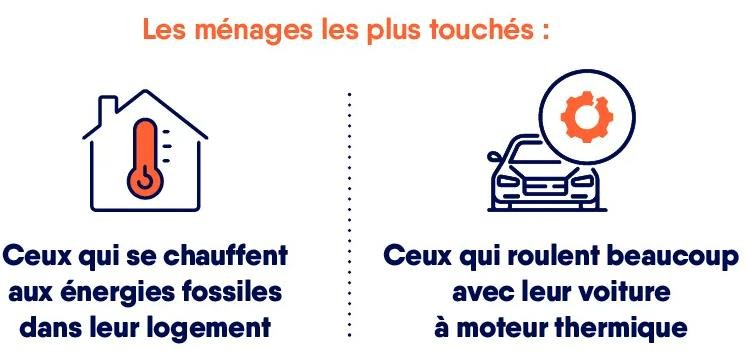 Les ménages les plus touchés :
Ceux qui se chauffent
aux énergies fossiles
dans leur logement
Ceux qui roulent beaucoup
avec leur voiture
à moteur thermique